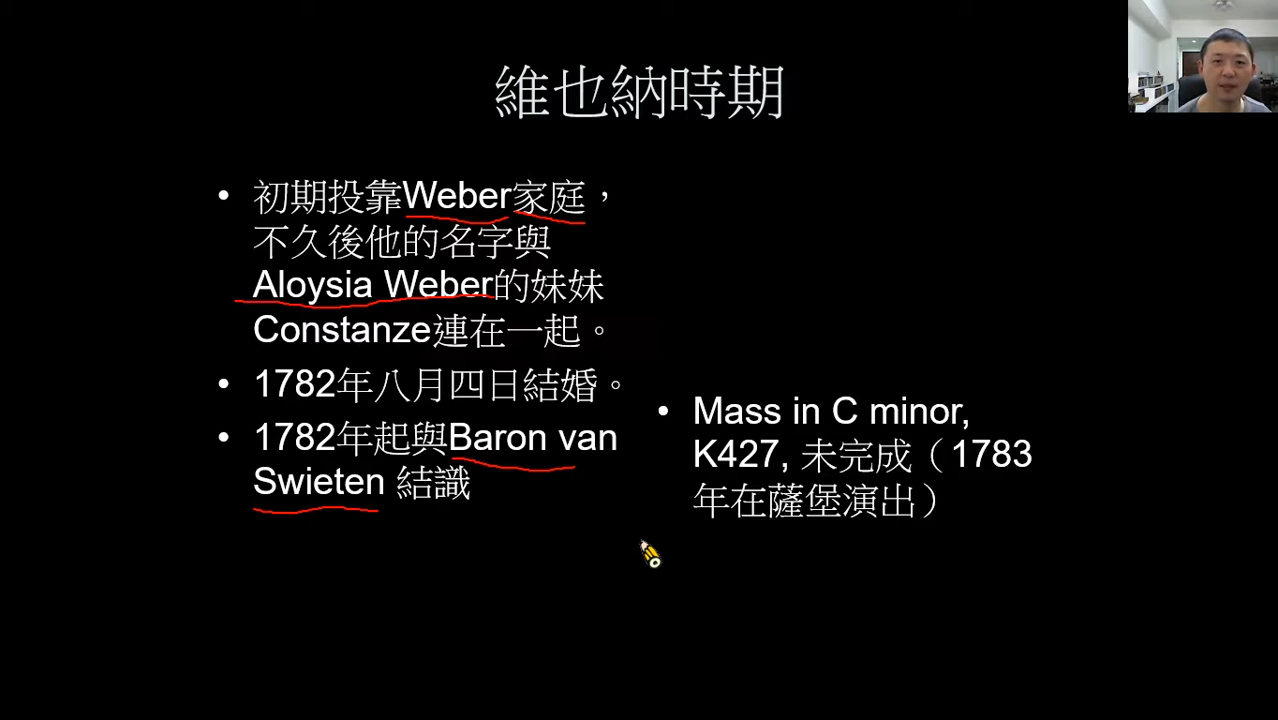 維也納時期
• 初期投靠Weber家庭，
不久後他的名字與
Aloysia Weber的妹妹
Constanze連在一起。
• 1782年八月四日結婚。
• 1782年起與Baron van
Swieten 結識
• Mass in C minor,
K427, 未完成（1783
年在薩堡演出）